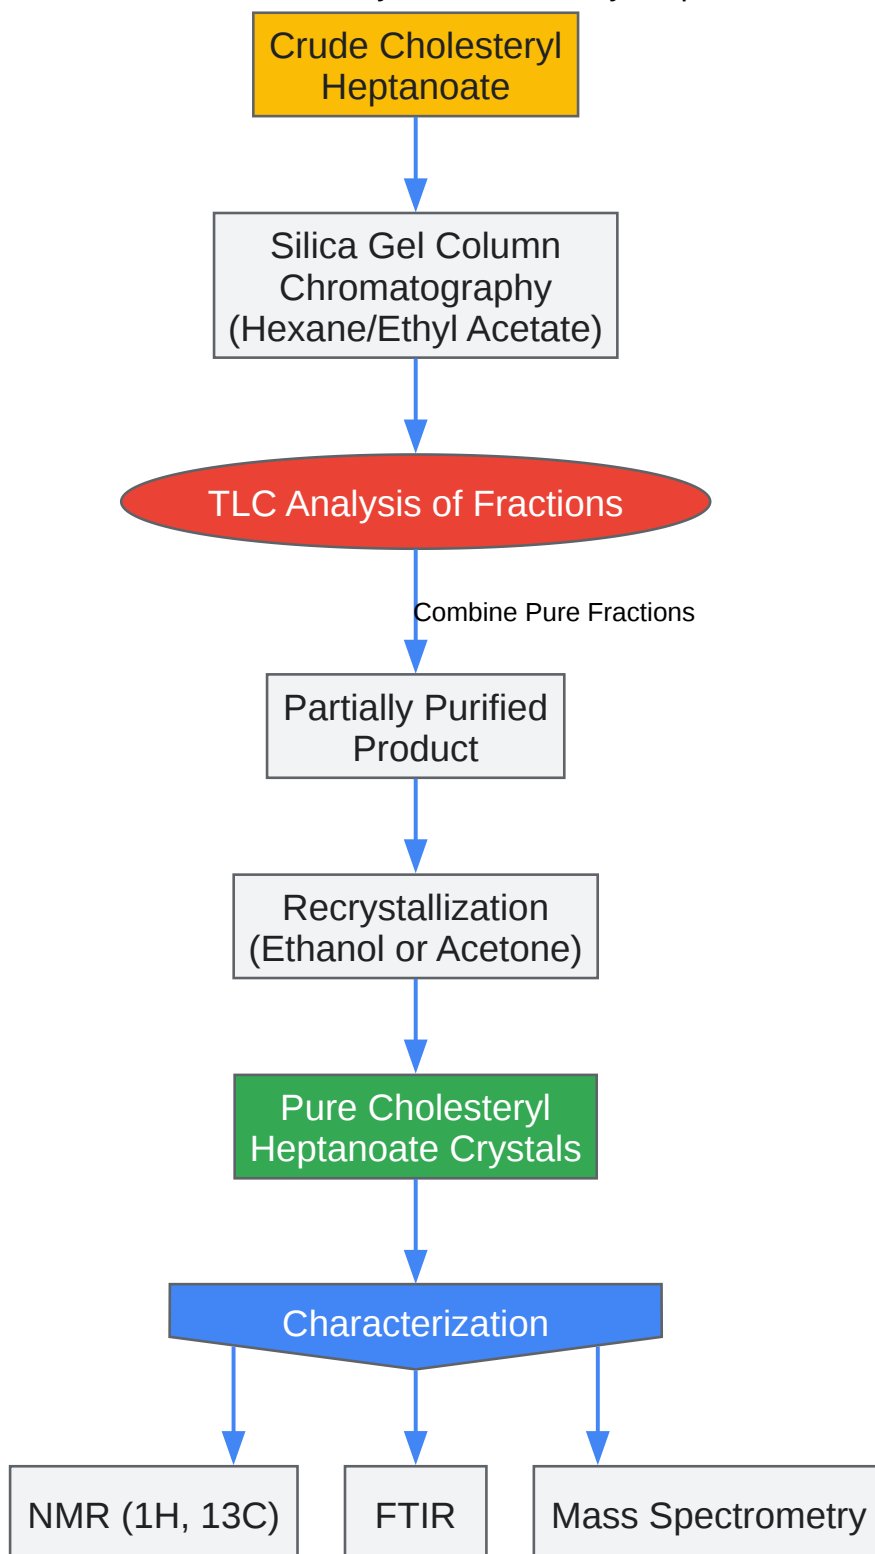 Crude Cholesteryl
Heptanoate
Silica Gel Column
Chromatography
(Hexane/Ethyl Acetate)
TLC Analysis of Fractions
Combine Pure Fractions
Partially Purified
Product
Recrystallization
(Ethanol or Acetone)
Pure Cholesteryl
Heptanoate Crystals
Characterization
NMR (1H, 13C)
FTIR
Mass Spectrometry